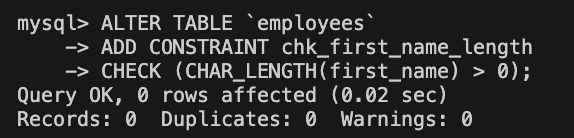 mysql> ALTER TABLE `employees`
    -> ADD CONSTRAINT chk_first_name_length
    -> CHECK (CHAR_LENGTH(first_name) > 0);
Query OK, 0 rows affected (0.02 sec)
Records: 0  Duplicates: 0  Warnings: 0